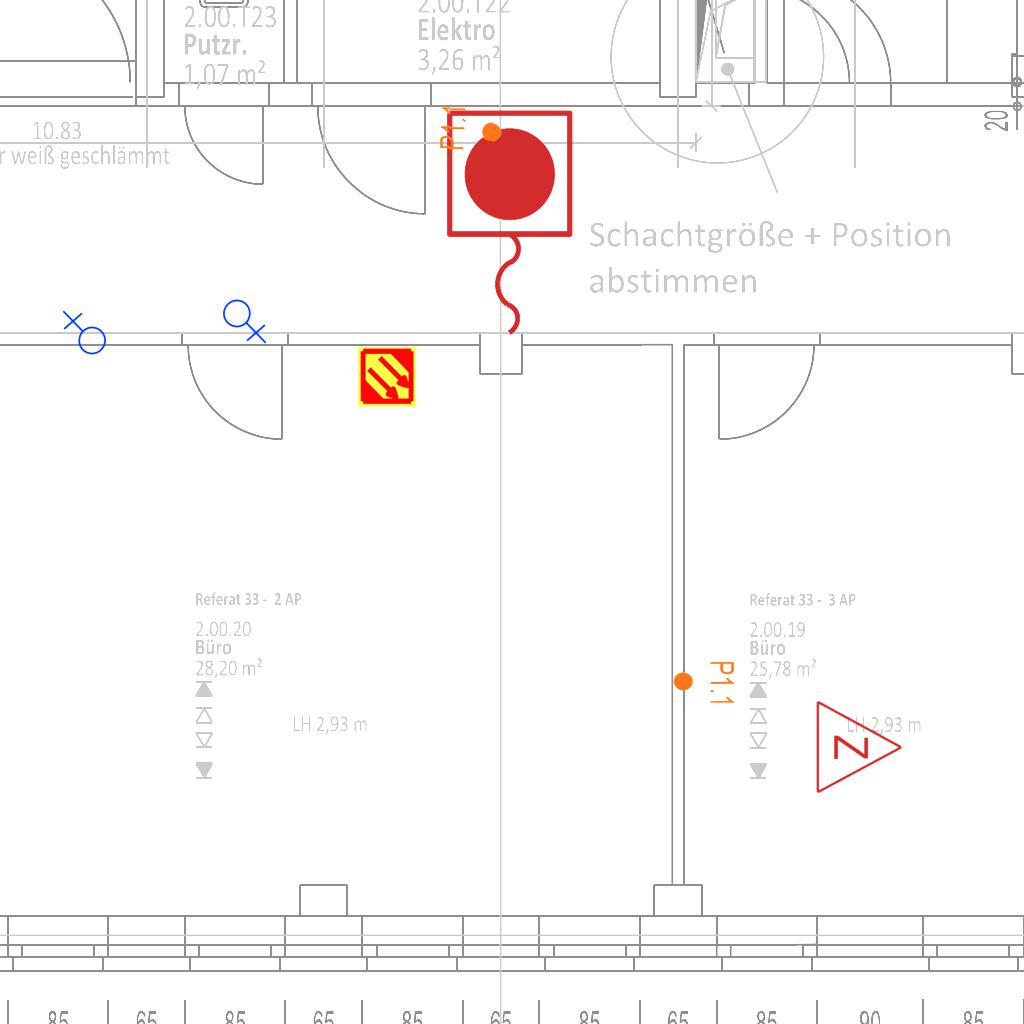 2.00.123
Putzr.
1,07 m²
2.00.122
Elektro
3,26 m²
P1.1
20
10.83
r weiß geschlämmt
Schachtgröße + Position
abstimmen
Referat 33 - 2 AP
2.00.20
Büro
28,20 m²
LH 2,93 m
P1.1
Referat 33 - 3 AP
2.00.19
Büro
25,78 m²
LH 2,93 m
N
85 65 85 65 85 65 85 65 85 90 85